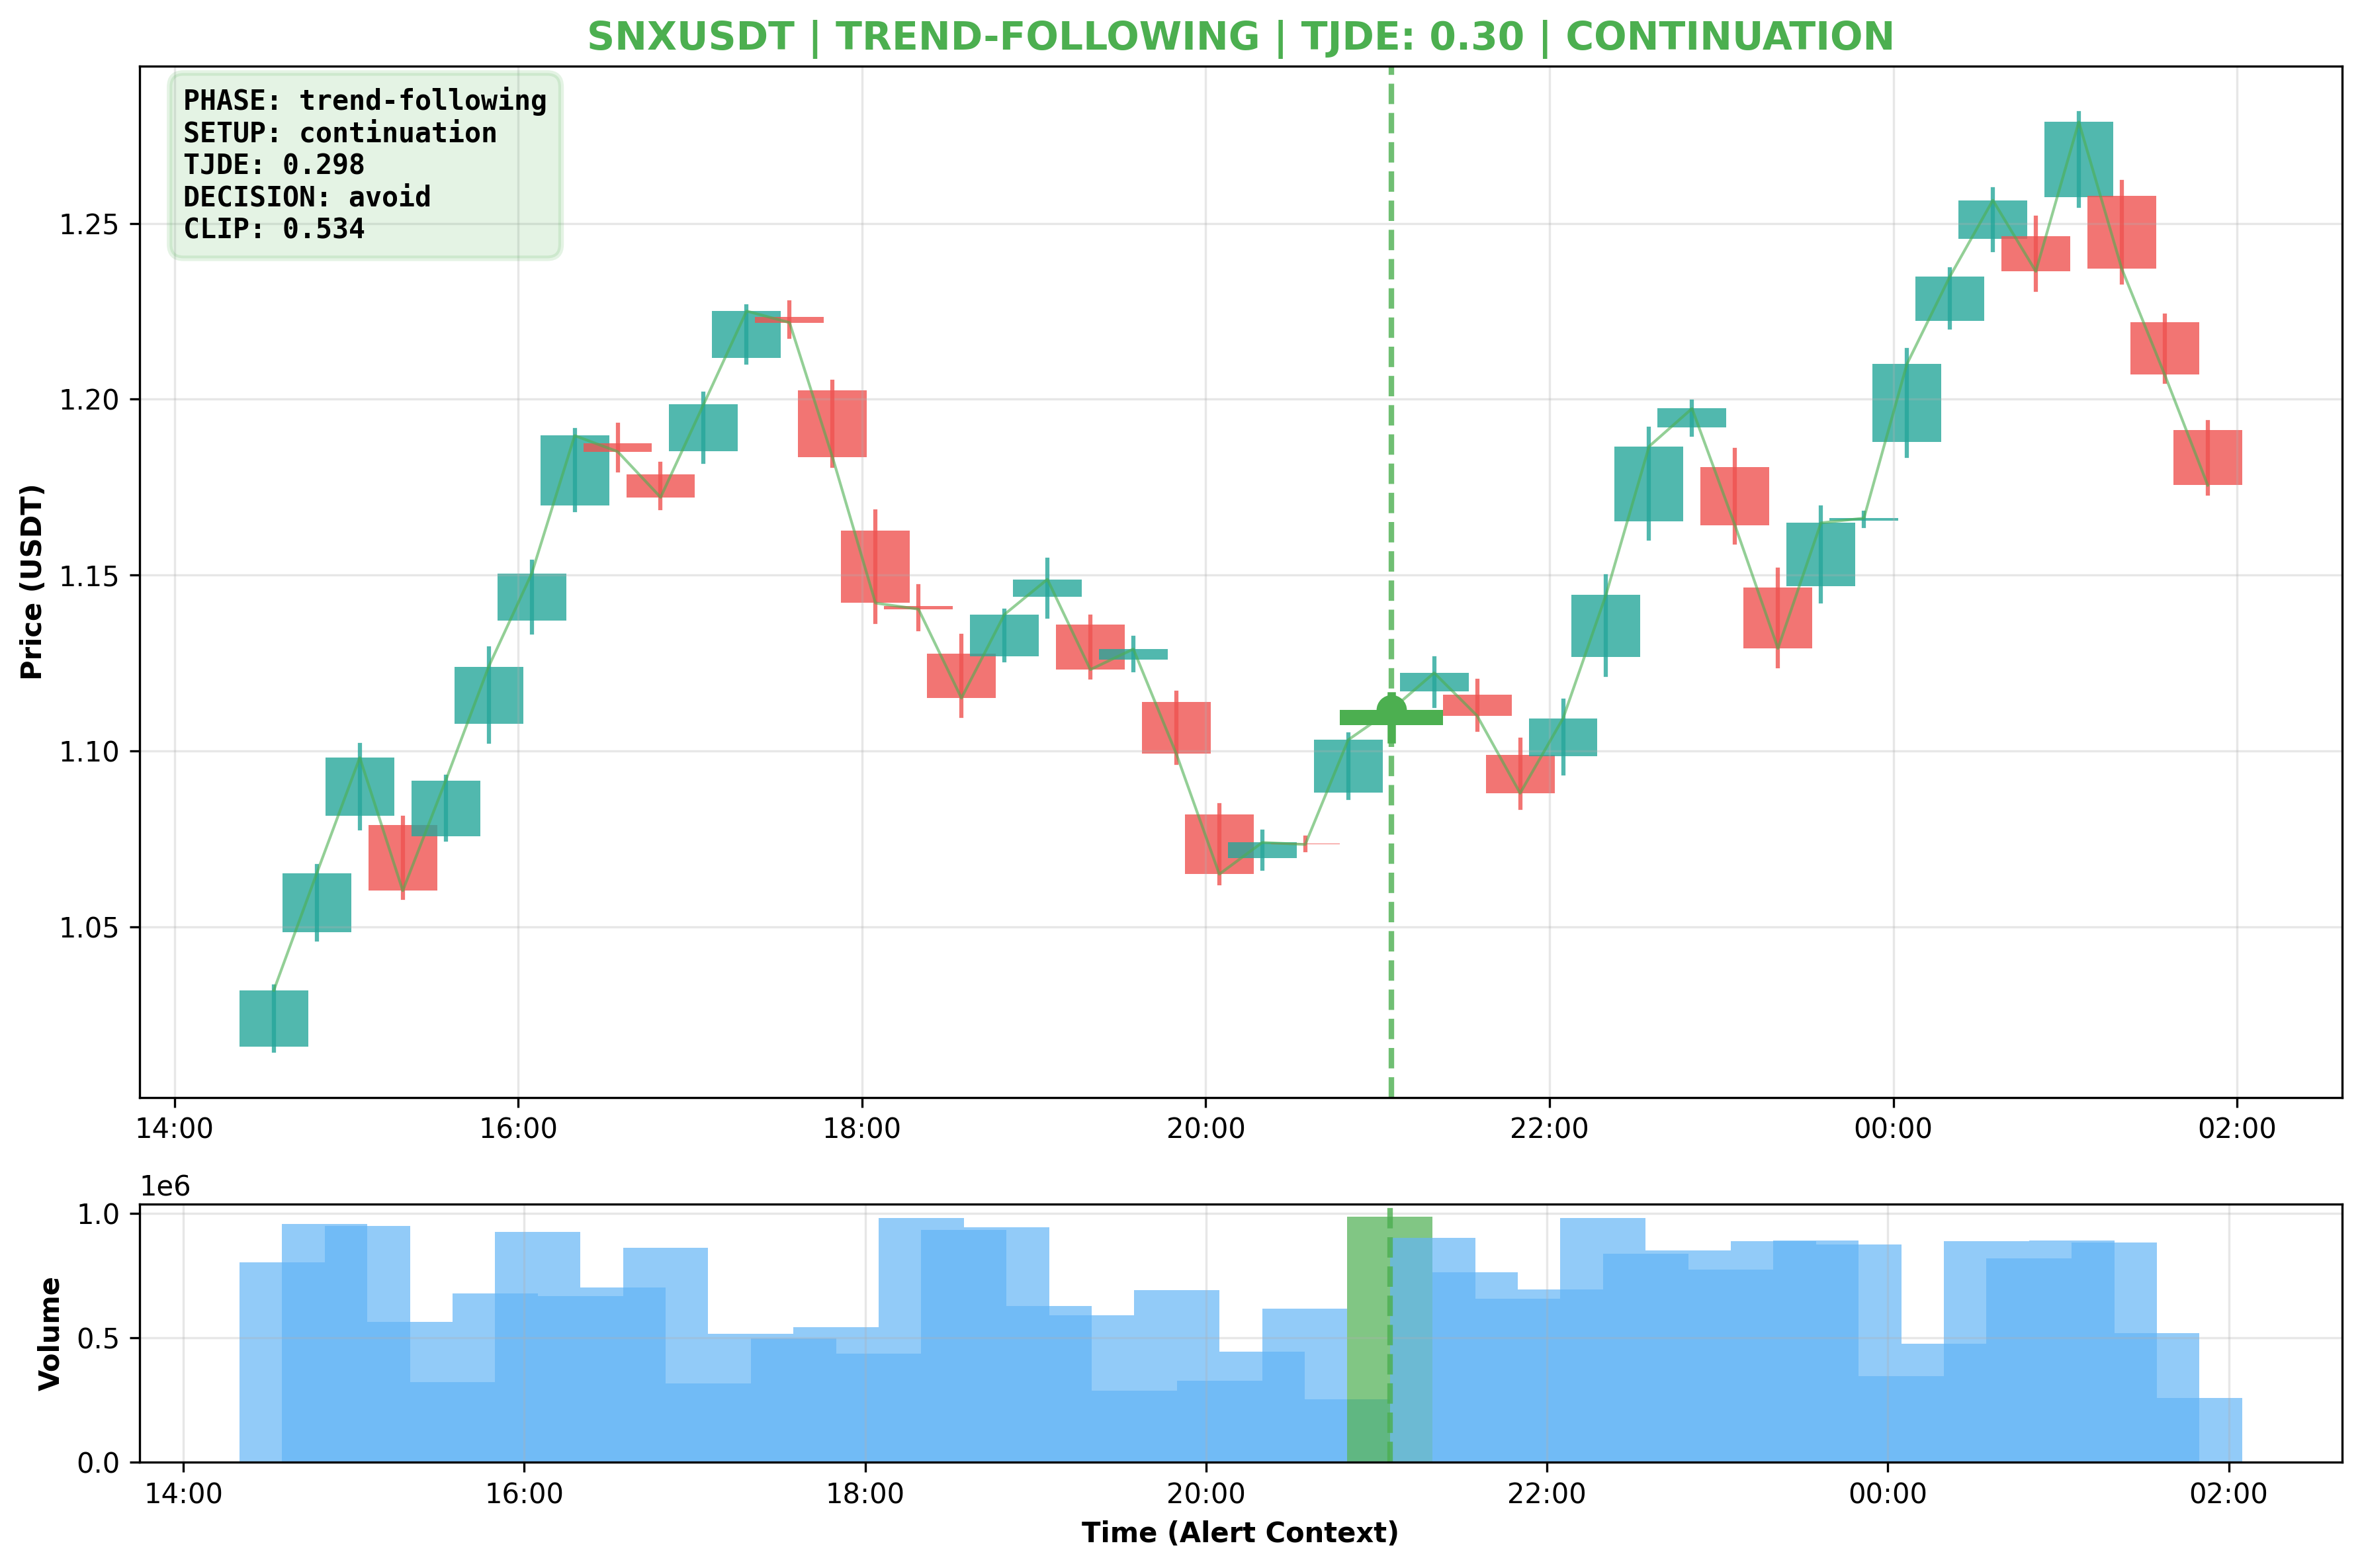 SNXUSDT | TREND-FOLLOWING | TJDE: 0.30 | CONTINUATION
PHASE: trend-following
SETUP: continuation
TJDE: 0.298
DECISION: avoid
CLIP: 0.534
Price (USDT)
1.25
1.20
1.15
1.10
1.05
14:00 16:00 18:00 20:00 22:00 00:00 02:00
1e6
Volume
1.0
0.5
0.0
14:00 16:00 18:00 20:00 22:00 00:00 02:00
Time (Alert Context)